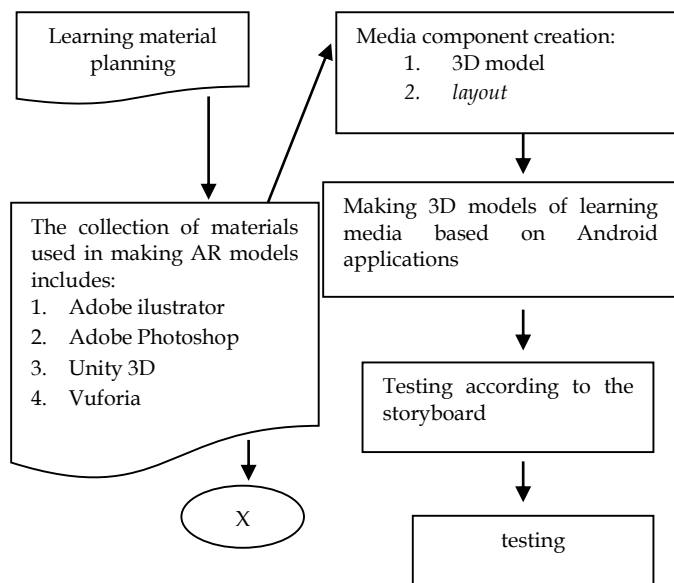 Learning material
planning
The collection of materials
used in making AR models
includes:
1. Adobe ilustrator
2. Adobe Photoshop
3. Unity 3D
4. Vuforia
X
Media component creation:
1. 3D model
2. layout
Making 3D models of learning
media based on Android
applications
Testing according to the
storyboard
testing